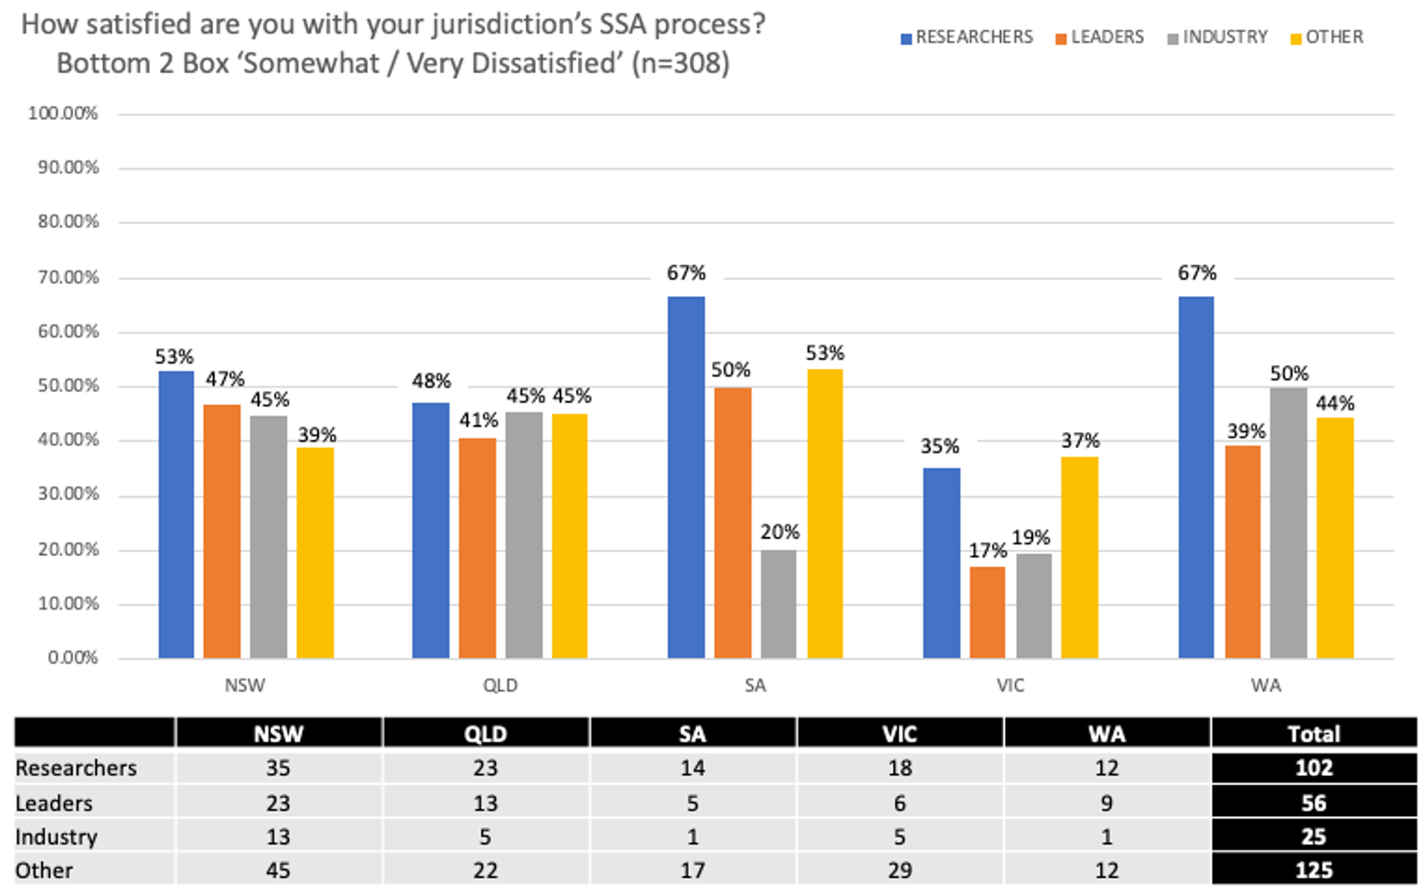 How satisfied are you with your jurisdiction’s SSA process?
Bottom 2 Box ‘Somewhat / Very Dissatisfied’ (n=308)
RESEARCHERS LEADERS INDUSTRY OTHER
100.00%
90.00%
80.00%
70.00%
60.00%
50.00%
40.00%
30.00%
20.00%
10.00%
0.00%
53% 47% 45% 39%
48% 41% 45% 45%
67% 50% 20% 53%
35% 17% 19% 37%
67% 39% 50% 44%
NSW QLD SA VIC WA
NSW QLD SA VIC WA Total
Researchers 35 23 14 18 12 102
Leaders 23 13 5 6 9 56
Industry 13 5 1 5 1 25
Other 45 22 17 29 12 125